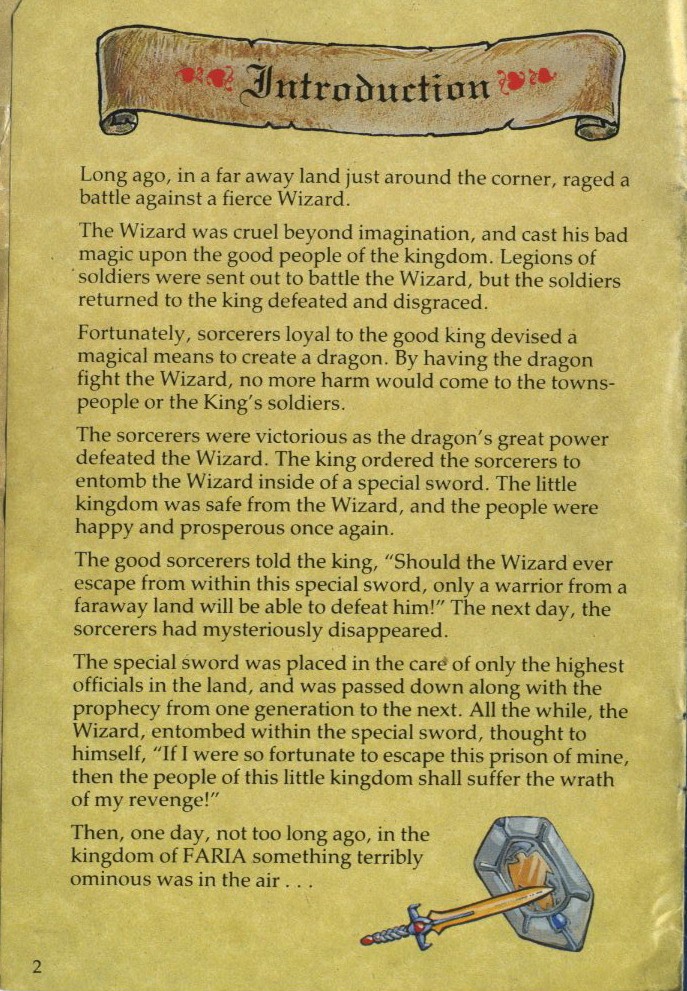 Introduction
Long ago, in a far away land just around the corner, raged a
battle against a fierce Wizard.
The Wizard was cruel beyond imagination, and cast his bad
magic upon the good people of the kingdom. Legions of
soldiers were sent out to battle the Wizard, but the soldiers
returned to the king defeated and disgraced.
Fortunately, sorcerers loyal to the good king devised a
magical means to create a dragon. By having the dragon
fight the Wizard, no more harm would come to the towns-
people or the King's soldiers.
The sorcerers were victorious as the dragon's great power
defeated the Wizard. The king ordered the sorcerers to
entomb the Wizard inside of a special sword. The little
kingdom was safe from the Wizard, and the people were
happy and prosperous once again.
The good sorcerers told the king, “Should the Wizard ever
escape from within this special sword, only a warrior from a
faraway land will be able to defeat him!” The next day, the
sorcerers had mysteriously disappeared.
The special sword was placed in the care of only the highest
officials in the land, and was passed down along with the
prophecy from one generation to the next. All the while, the
Wizard, entombed within the special sword, thought to
himself, “If I were so fortunate to escape this prison of mine,
then the people of this little kingdom shall suffer the wrath
of my revenge!”
Then, one day, not too long ago, in the
kingdom of FARIA something terribly
ominous was in the air . . .
2